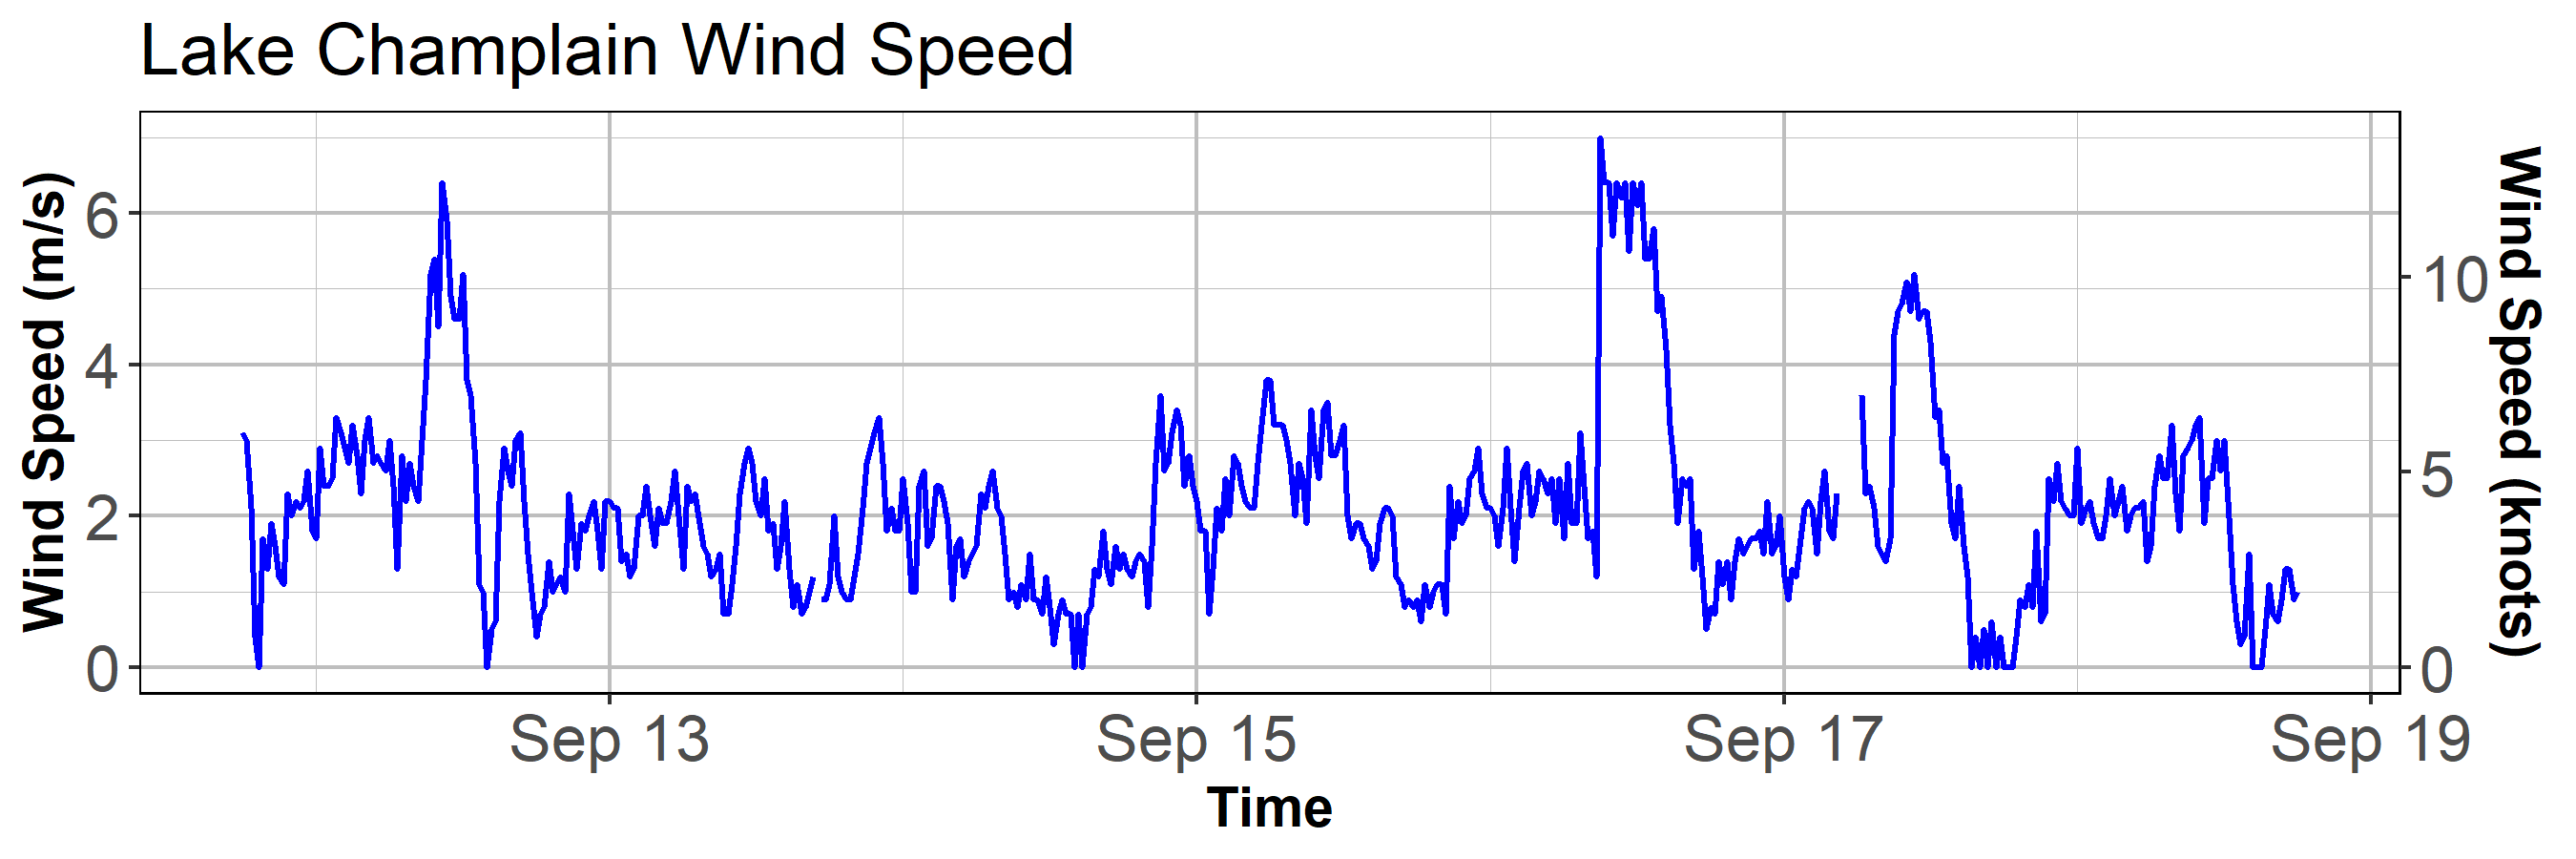 Lake Champlain Wind Speed
Wind Speed (m/s)
6
4
2
0
Wind Speed (knots)
10
5
0
Sep 13
Sep 15
Sep 17
Sep 19
Time